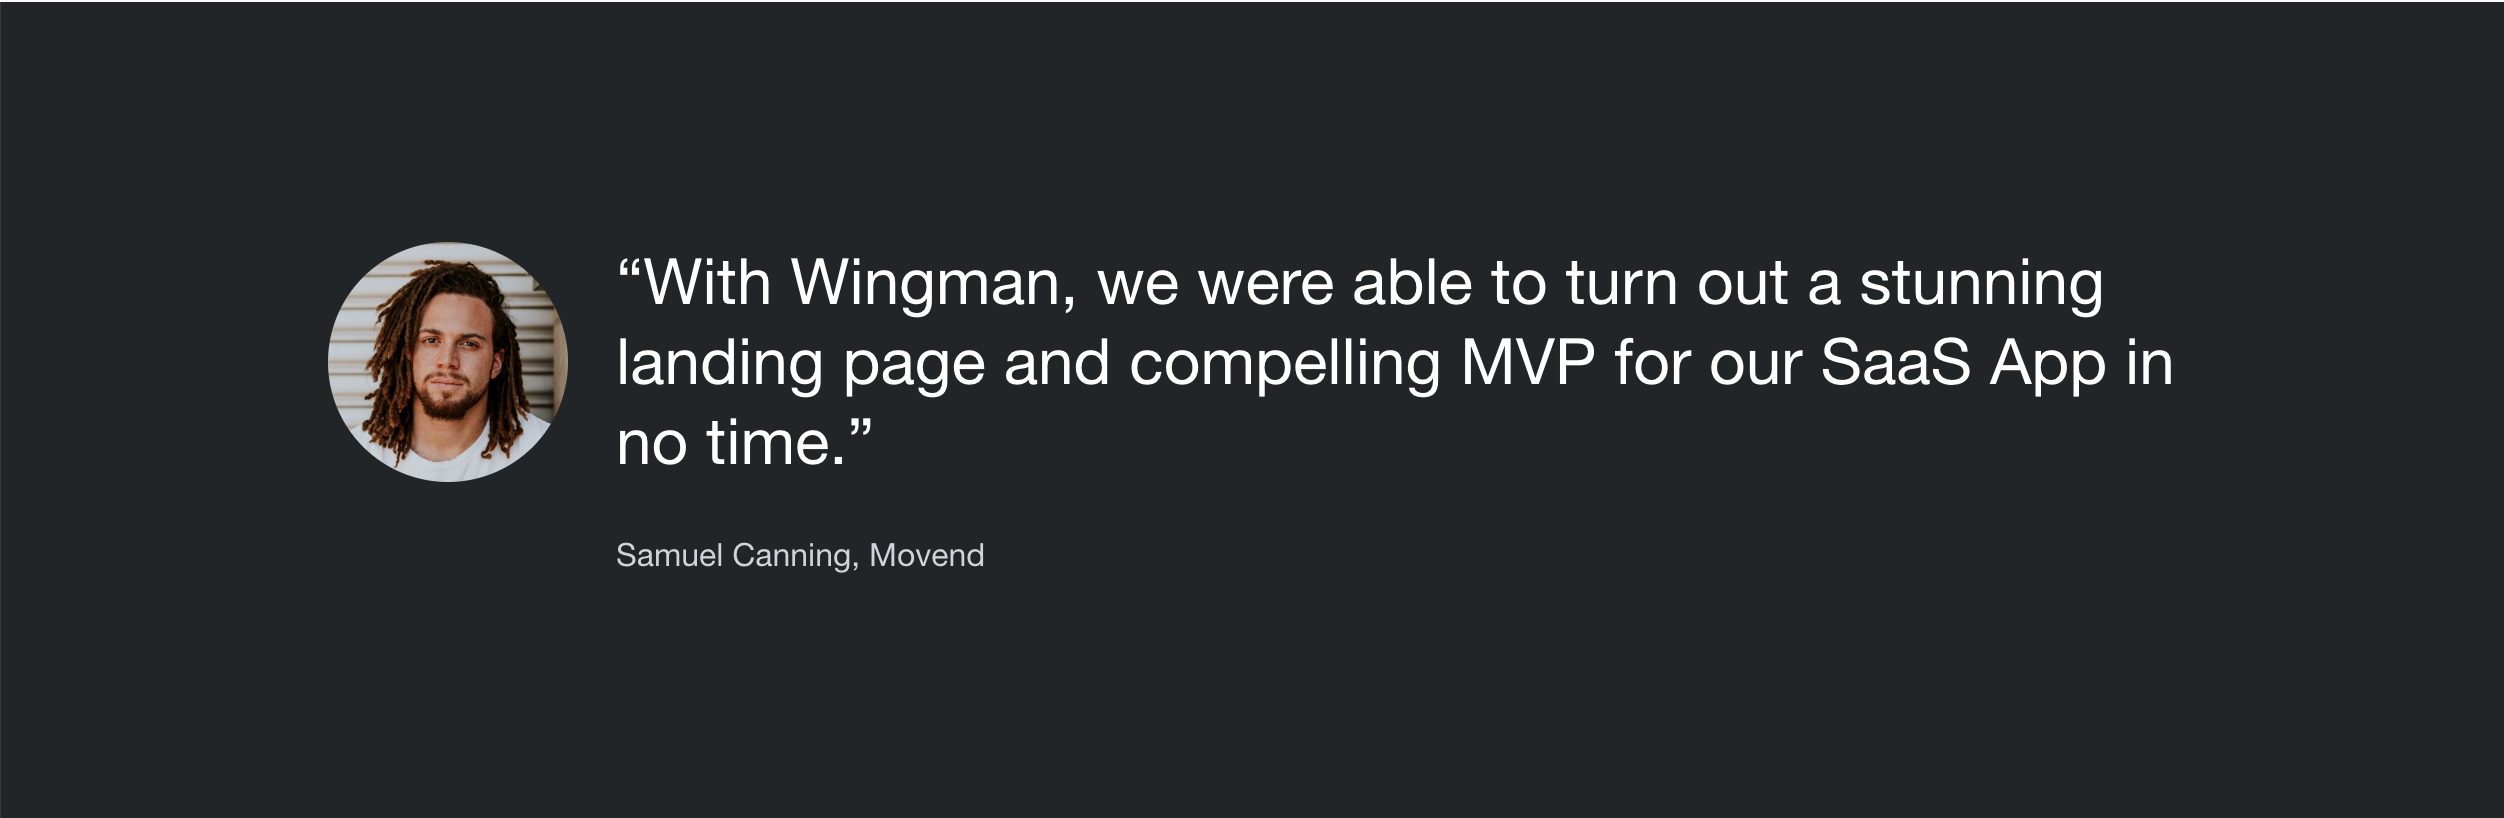 “With Wingman, we were able to turn out a stunning
landing page and compelling MVP for our SaaS App in
no time.”
Samuel Canning, Movend